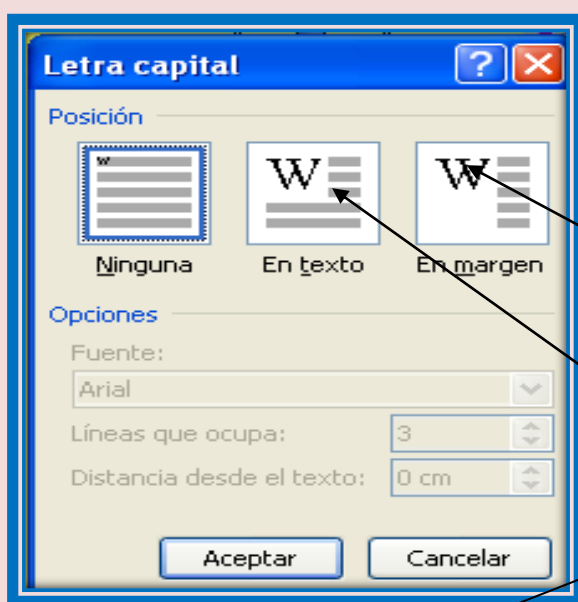 Letra capital
Posición
W W W
Ninguna En texto En margen
Opciones
Fuente:
Arial
Líneas que ocupa: 3
Distancia desde el texto: 0 cm
Aceptar Cancelar